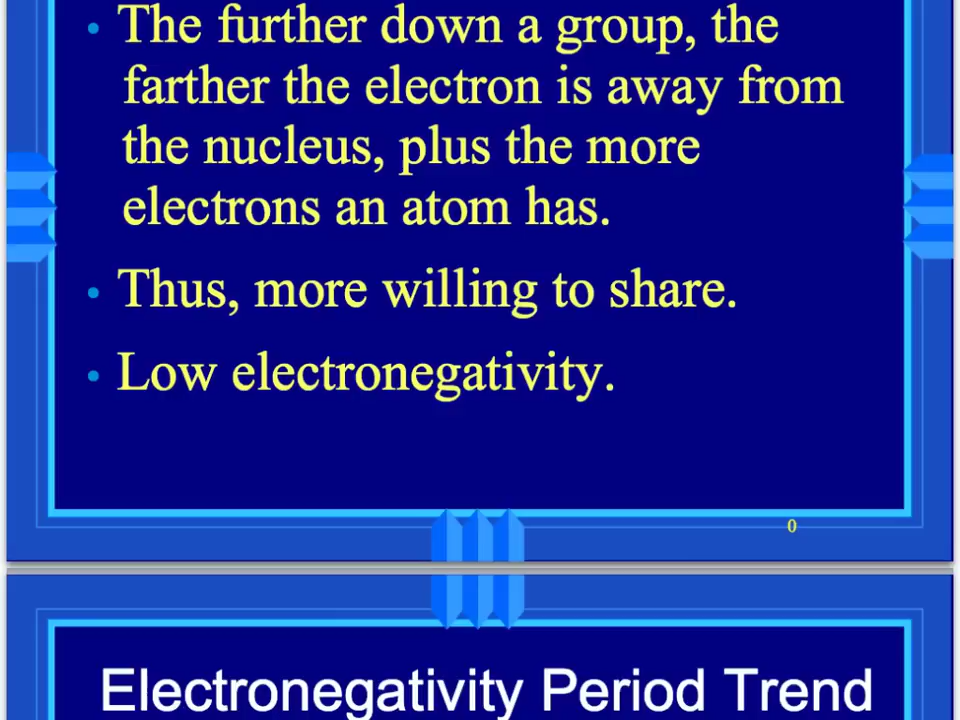 • The further down a group, the
farther the electron is away from
the nucleus, plus the more
electrons an atom has.
• Thus, more willing to share.
• Low electronegativity.
0
Electronegativity Period Trend